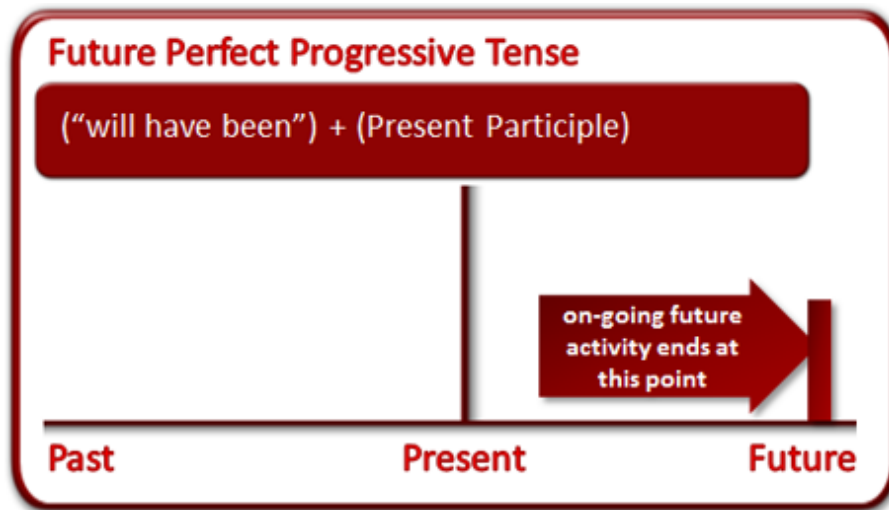 Future Perfect Progressive Tense
(“will have been”) + (Present Participle)
on-going future
activity ends at
this point
Past Present Future